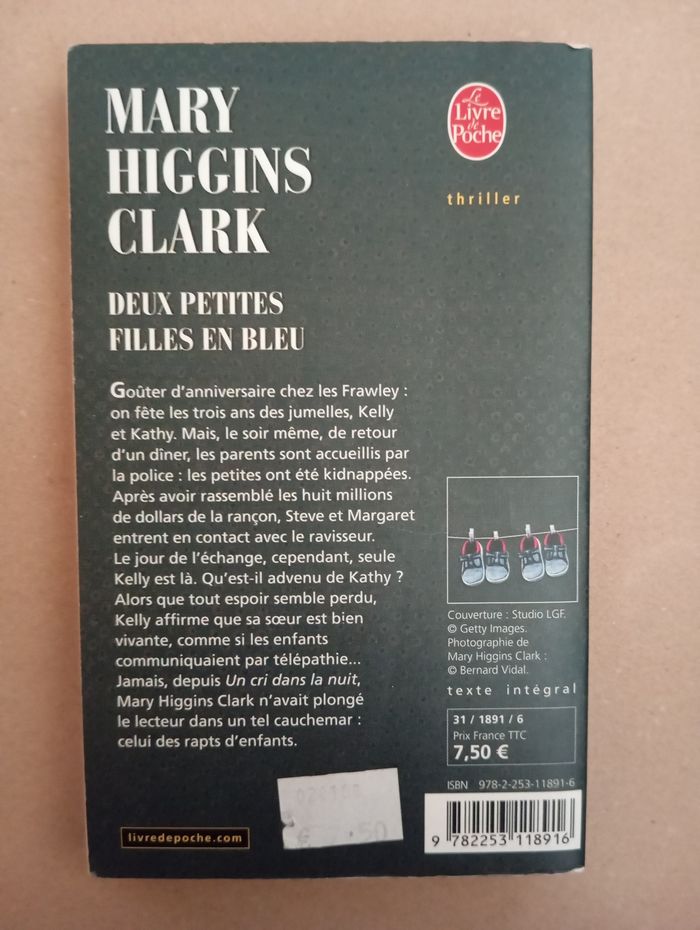 MARY
HIGGINS
CLARK
DEUX PETITES
FILLES EN BLEU
Goûter d'anniversaire chez les Frawley :
on fête les trois ans des jumelles, Kelly
et Kathy. Mais, le soir même, de retour
d'un dîner, les parents sont accueillis par
la police : les petites ont été kidnappées.
Après avoir rassemblé les huit millions
de dollars de la rançon, Steve et Margaret
entrent en contact avec le ravisseur.
Le jour de l'échange, cependant, seule
Kelly est là. Qu'est-il advenu de Kathy ?
Alors que tout espoir semble perdu,
Kelly affirme que sa sœur est bien
vivante, comme si les enfants
communiquaient par télépathie...
Jamais, depuis Un cri dans la nuit,
Mary Higgins Clark n'avait plongé
le lecteur dans un tel cauchemar :
celui des rapts d'enfants.
livredepoche.com
€ 7.50
Le
Livre
de
Poche
thriller
Couverture : Studio LGF.
© Getty Images.
Photographie de
Mary Higgins Clark :
© Bernard Vidal.
texte intégral
31 / 1891 / 6
Prix France TTC
7,50 €
ISBN 978-2-253-11891-6
9 782253 118916